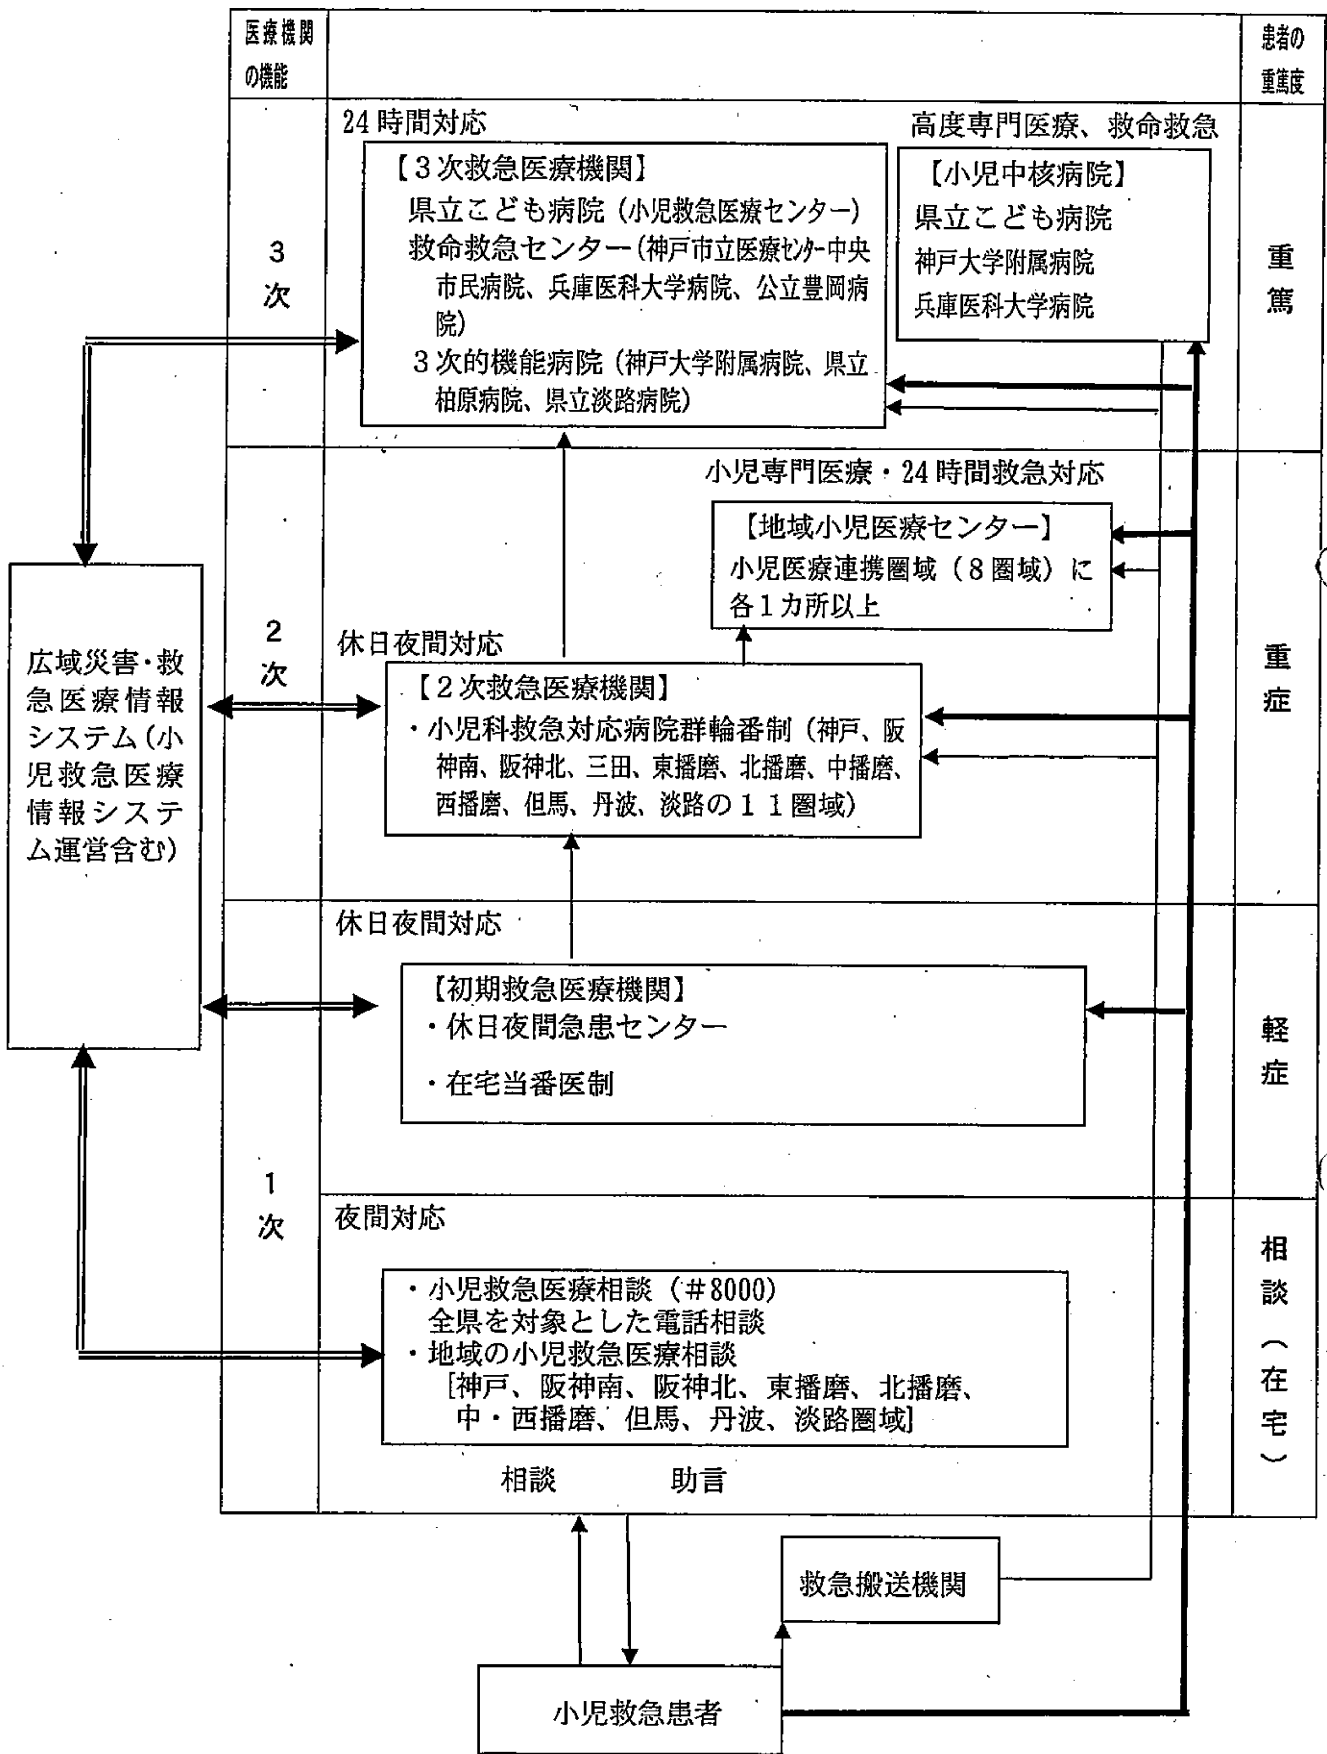 医療機関
の機能
患者の
重篤度
3
次
24時間対応
【3次救急医療機関】
県立こども病院（小児救急医療センター）
救命救急センター（神戸市立医療センター中央
市民病院、兵庫医科大学病院、公立豊岡病
院）
3次的機能病院（神戸大学附属病院、県立
柏原病院、県立淡路病院）
高度専門医療、救命救急
【小児中核病院】
県立こども病院
神戸大学附属病院
兵庫医科大学病院
重
篤
2
次
小児専門医療・24時間救急対応
【地域小児医療センター】
小児医療連携圏域（8圏域）に
各1カ所以上
休日夜間対応
【2次救急医療機関】
・小児科救急対応病院群輪番制（神戸、阪
神南、阪神北、三田、東播磨、北播磨、中播磨、
西播磨、但馬、丹波、淡路の11圏域）
重
症
広域災害・救
急医療情報
システム（小
児救急医療
情報システ
ム運営含む）
1
次
休日夜間対応
【初期救急医療機関】
・休日夜間急患センター
・在宅当番医制
軽
症
夜間対応
・小児救急医療相談（＃8000）
全県を対象とした電話相談
・地域の小児救急医療相談
[神戸、阪神南、阪神北、東播磨、北播磨、
中・西播磨、但馬、丹波、淡路圏域]
相談　助言
相
談
（
在
宅
）
救急搬送機関
小児救急患者